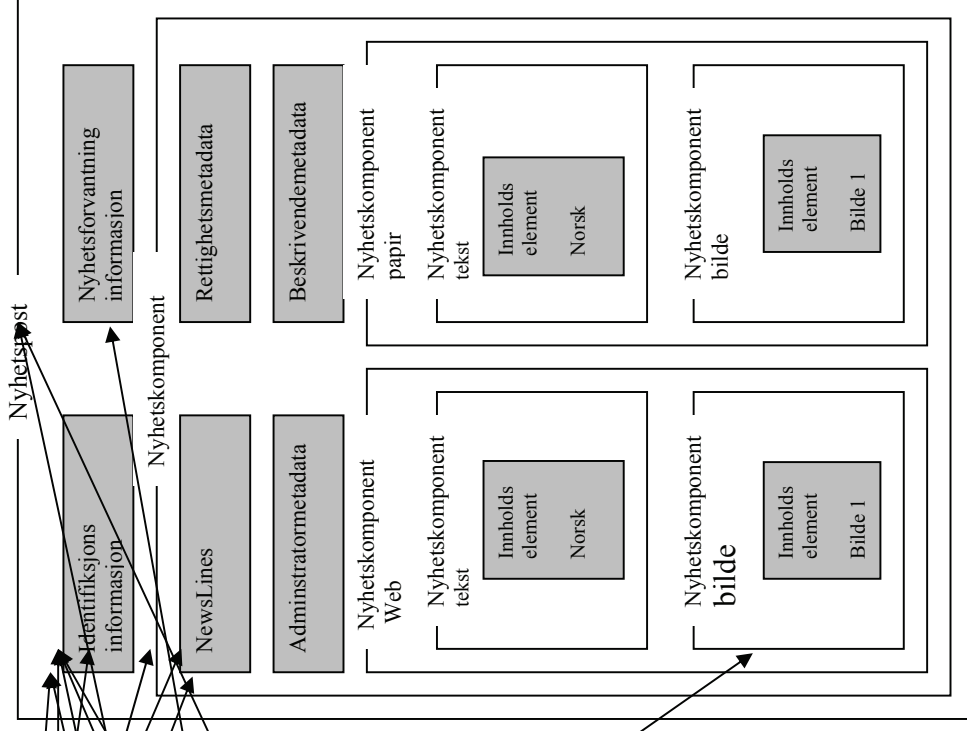 Nyhetspost
Identifiksjons
informasjon
Nyhetsforvantning
informasjon
Nyhetskomponent
NewsLines
Rettighetsmetadata
Adminstratormetadata
Beskrivendemetadata
Nyhetskomponent
Web
Nyhetskomponent
tekst
Innholds
element
Norsk
Nyhetskomponent
bilde
Innholds
element
Bilde 1
Nyhetskomponent
papir
Nyhetskomponent
tekst
Innholds
element
Norsk
Nyhetskomponent
bilde
Innholds
element
Bilde 1